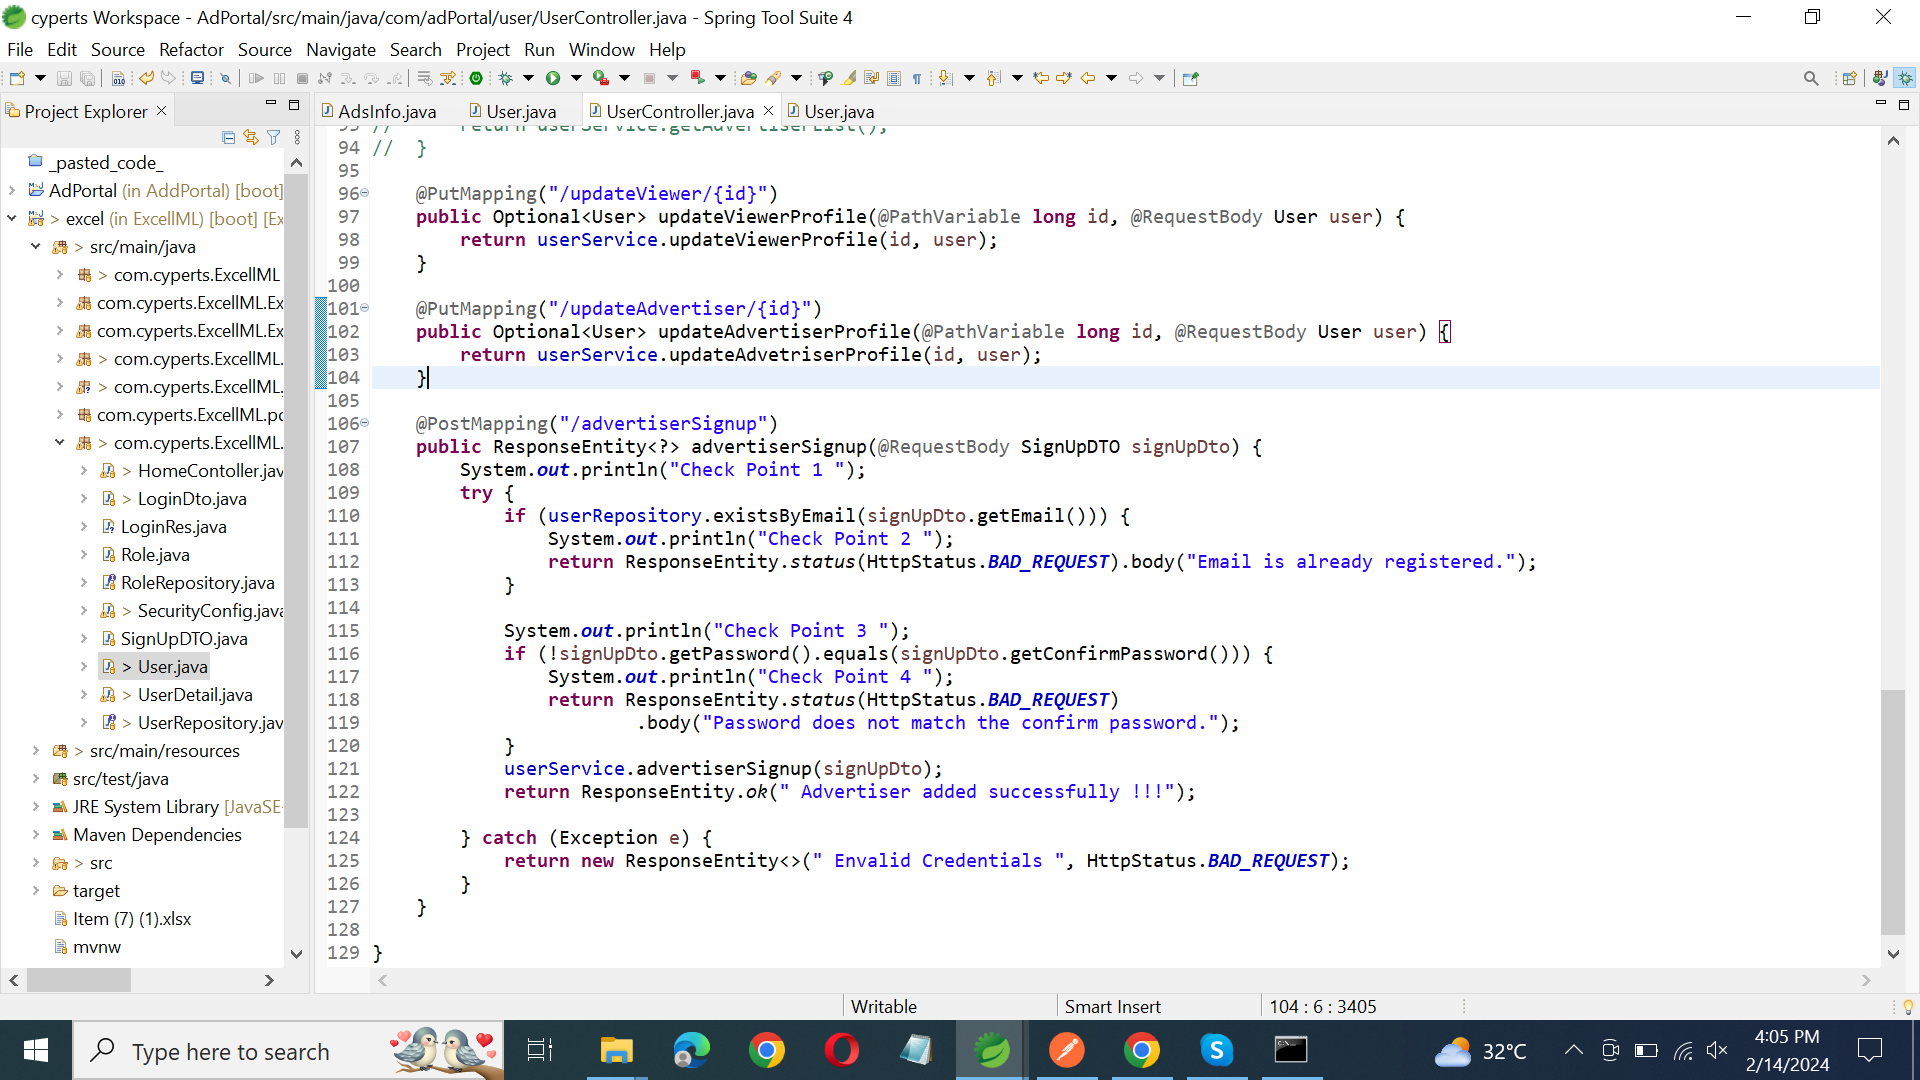 cyperts Workspace - AdPortal/src/main/java/com/adPortal/user/UserController.java - Spring Tool Suite 4
File Edit Source Refactor Source Navigate Search Project Run Window Help
Project Explorer
AdsInfo.java User.java UserController.java User.java
_pasted_code_
AdPortal (in AddPortal) [boot]
> excel (in ExcellML) [boot] [Ex
> src/main/java
> com.cyperts.ExcellML
com.cyperts.ExcellML.Ex
com.cyperts.ExcellML.Ex
> com.cyperts.ExcellML.
> com.cyperts.ExcellML.
com.cyperts.ExcellML.pc
> com.cyperts.ExcellML.
> HomeContoller.jav
> LoginDto.java
LoginRes.java
Role.java
RoleRepository.java
> SecurityConfig.java
SignUpDTO.java
> User.java
> UserDetail.java
> UserRepository.jav
> src/main/resources
src/test/java
JRE System Library [JavaSE-
Maven Dependencies
> src
target
Item (7) (1).xlsx
mvnw
93 // return userService.getAdvertiserList();
94 // }
95
96 @PutMapping("/updateViewer/{id}")
97 public Optional<User> updateViewerProfile(@PathVariable long id, @RequestBody User user) {
98 return userService.updateViewerProfile(id, user);
99 }
100
101 @PutMapping("/updateAdvertiser/{id}")
102 public Optional<User> updateAdvertiserProfile(@PathVariable long id, @RequestBody User user) {
103 return userService.updateAdvetriserProfile(id, user);
104 }
105
106 @PostMapping("/advertiserSignup")
107 public ResponseEntity<?> advertiserSignup(@RequestBody SignUpDTO signUpDto) {
108 System.out.println("Check Point 1 ");
109 try {
110 if (userRepository.existsByEmail(signUpDto.getEmail())) {
111 System.out.println("Check Point 2 ");
112 return ResponseEntity.status(HttpStatus.BAD_REQUEST).body("Email is already registered.");
113 }
114
115 System.out.println("Check Point 3 ");
116 if (!signUpDto.getPassword().equals(signUpDto.getConfirmPassword())) {
117 System.out.println("Check Point 4 ");
118 return ResponseEntity.status(HttpStatus.BAD_REQUEST)
119 .body("Password does not match the confirm password.");
120 }
121 userService.advertiserSignup(signUpDto);
122 return ResponseEntity.ok(" Advertiser added successfully !!!");
123
124 } catch (Exception e) {
125 return new ResponseEntity<>(" Envalid Credentials ", HttpStatus.BAD_REQUEST);
126 }
127 }
128
129 }
Writable Smart Insert 104 : 6 : 3405
Type here to search
32°C
4:05 PM
2/14/2024